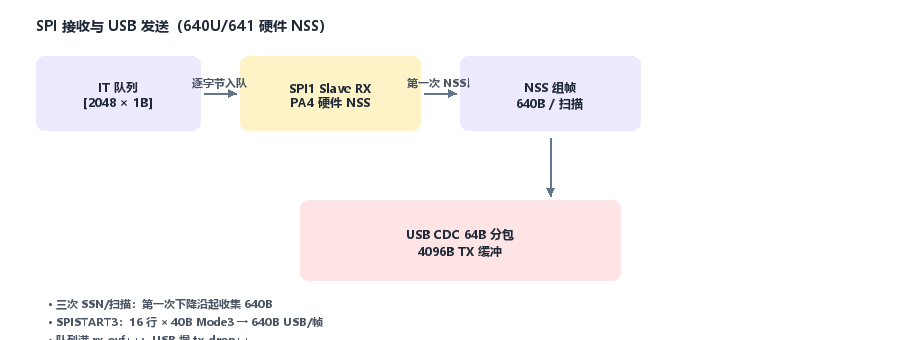 SPI 接收与 USB 发送（640U/641 硬件 NSS）
IT 队列
[2048 × 1B]
逐字节入队
SPI1 Slave RX
PA4 硬件 NSS
第一次 NSS
NSS 组帧
640B / 扫描
USB CDC 64B 分包
4096B TX 缓冲
• 三次 SSN/扫描：第一次下降沿起收集 640B
• SPISTART3：16 行 × 40B Mode3 → 640B USB/帧